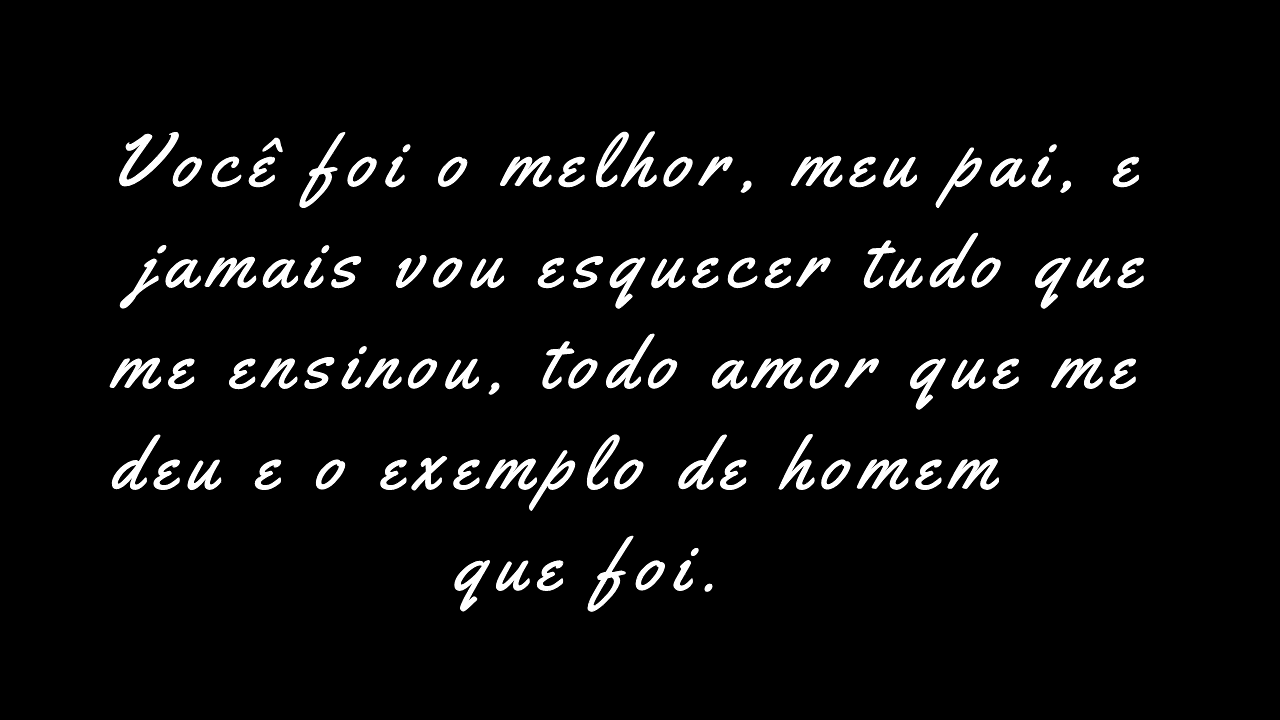 Você foi o melhor, meu pai, e
jamais vou esquecer tudo que
me ensinou, todo amor que me
deu e o exemplo de homem
que foi.